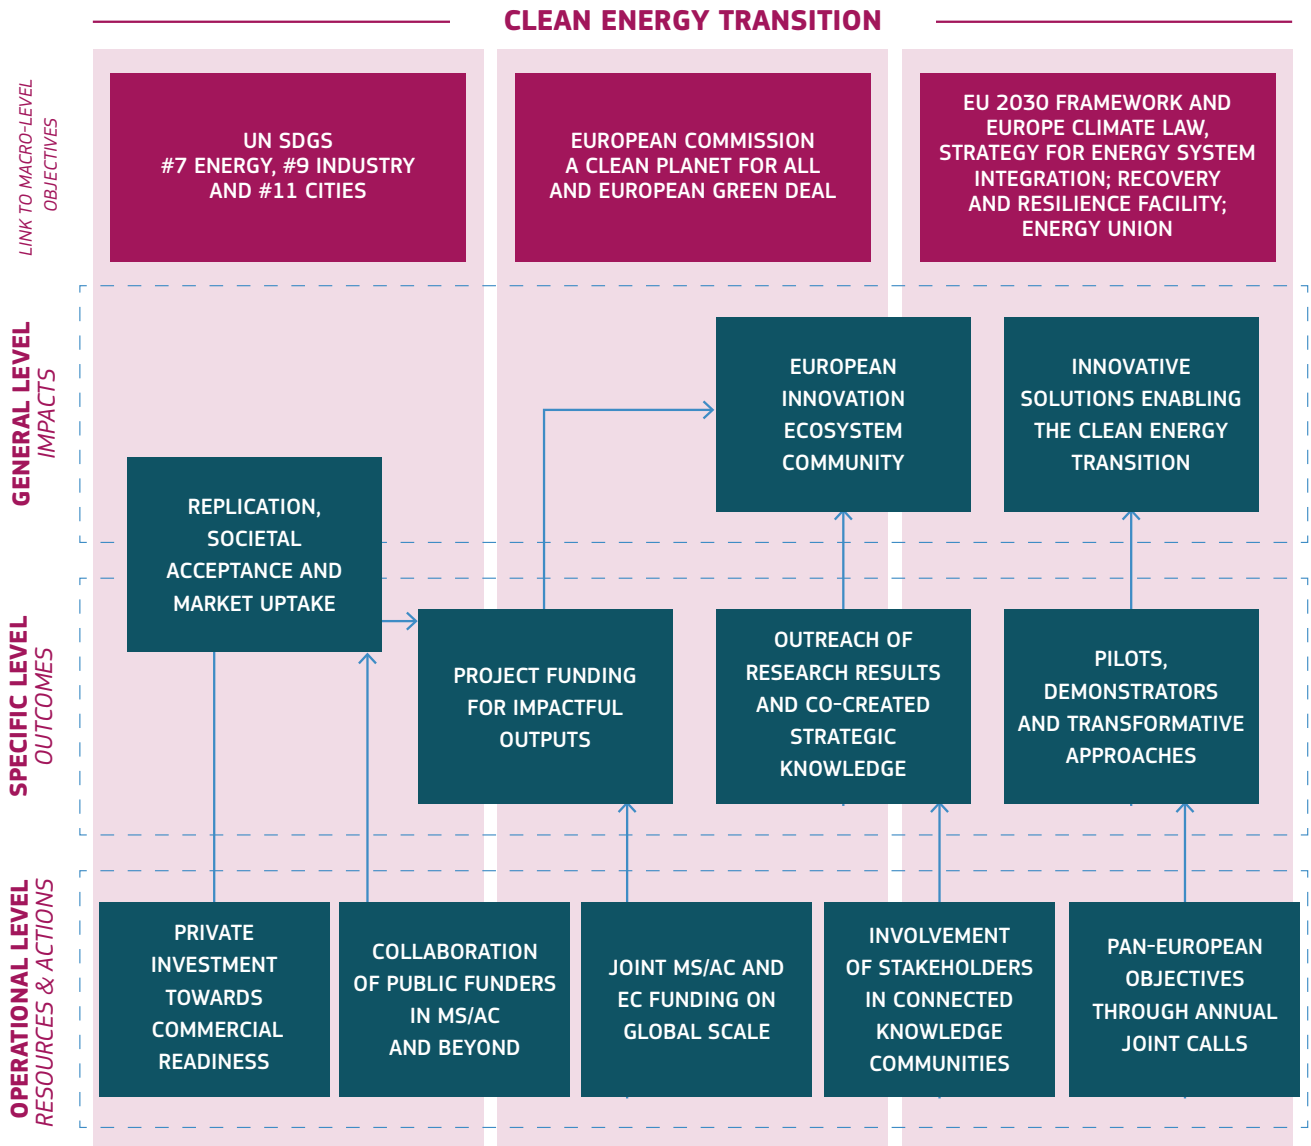 CLEAN ENERGY TRANSITION
LINK TO MACRO-LEVEL
OBJECTIVES
UN SDGS
#7 ENERGY, #9 INDUSTRY
AND #11 CITIES
EUROPEAN COMMISSION
A CLEAN PLANET FOR ALL
AND EUROPEAN GREEN DEAL
EU 2030 FRAMEWORK AND
EUROPE CLIMATE LAW,
STRATEGY FOR ENERGY SYSTEM
INTEGRATION; RECOVERY
AND RESILIENCE FACILITY;
ENERGY UNION
GENERAL LEVEL
IMPACTS
REPLICATION,
SOCIETAL
ACCEPTANCE AND
MARKET UPTAKE
EUROPEAN
INNOVATION
ECOSYSTEM
COMMUNITY
INNOVATIVE
SOLUTIONS ENABLING
THE CLEAN ENERGY
TRANSITION
SPECIFIC LEVEL
OUTCOMES
PROJECT FUNDING
FOR IMPACTFUL
OUTPUTS
OUTREACH OF
RESEARCH RESULTS
AND CO-CREATED
STRATEGIC
KNOWLEDGE
PILOTS,
DEMONSTRATORS
AND TRANSFORMATIVE
APPROACHES
OPERATIONAL LEVEL
RESOURCES & ACTIONS
PRIVATE
INVESTMENT
TOWARDS
COMMERCIAL
READINESS
COLLABORATION
OF PUBLIC FUNDERS
IN MS/AC
AND BEYOND
JOINT MS/AC AND
EC FUNDING ON
GLOBAL SCALE
INVOLVEMENT
OF STAKEHOLDERS
IN CONNECTED
KNOWLEDGE
COMMUNITIES
PAN-EUROPEAN
OBJECTIVES
THROUGH ANNUAL
JOINT CALLS